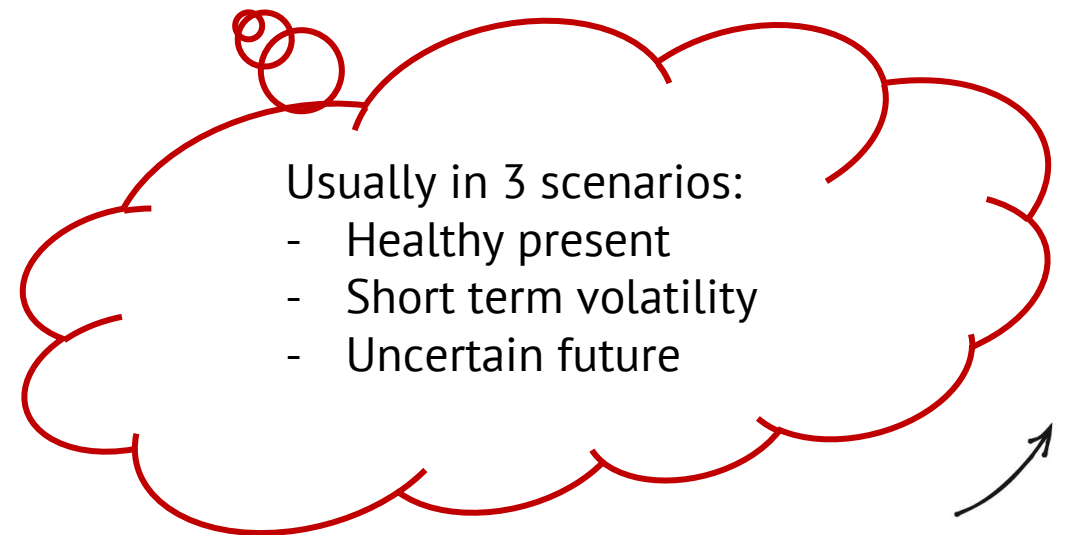 Usually in 3 scenarios:
- Healthy present
- Short term volatility
- Uncertain future